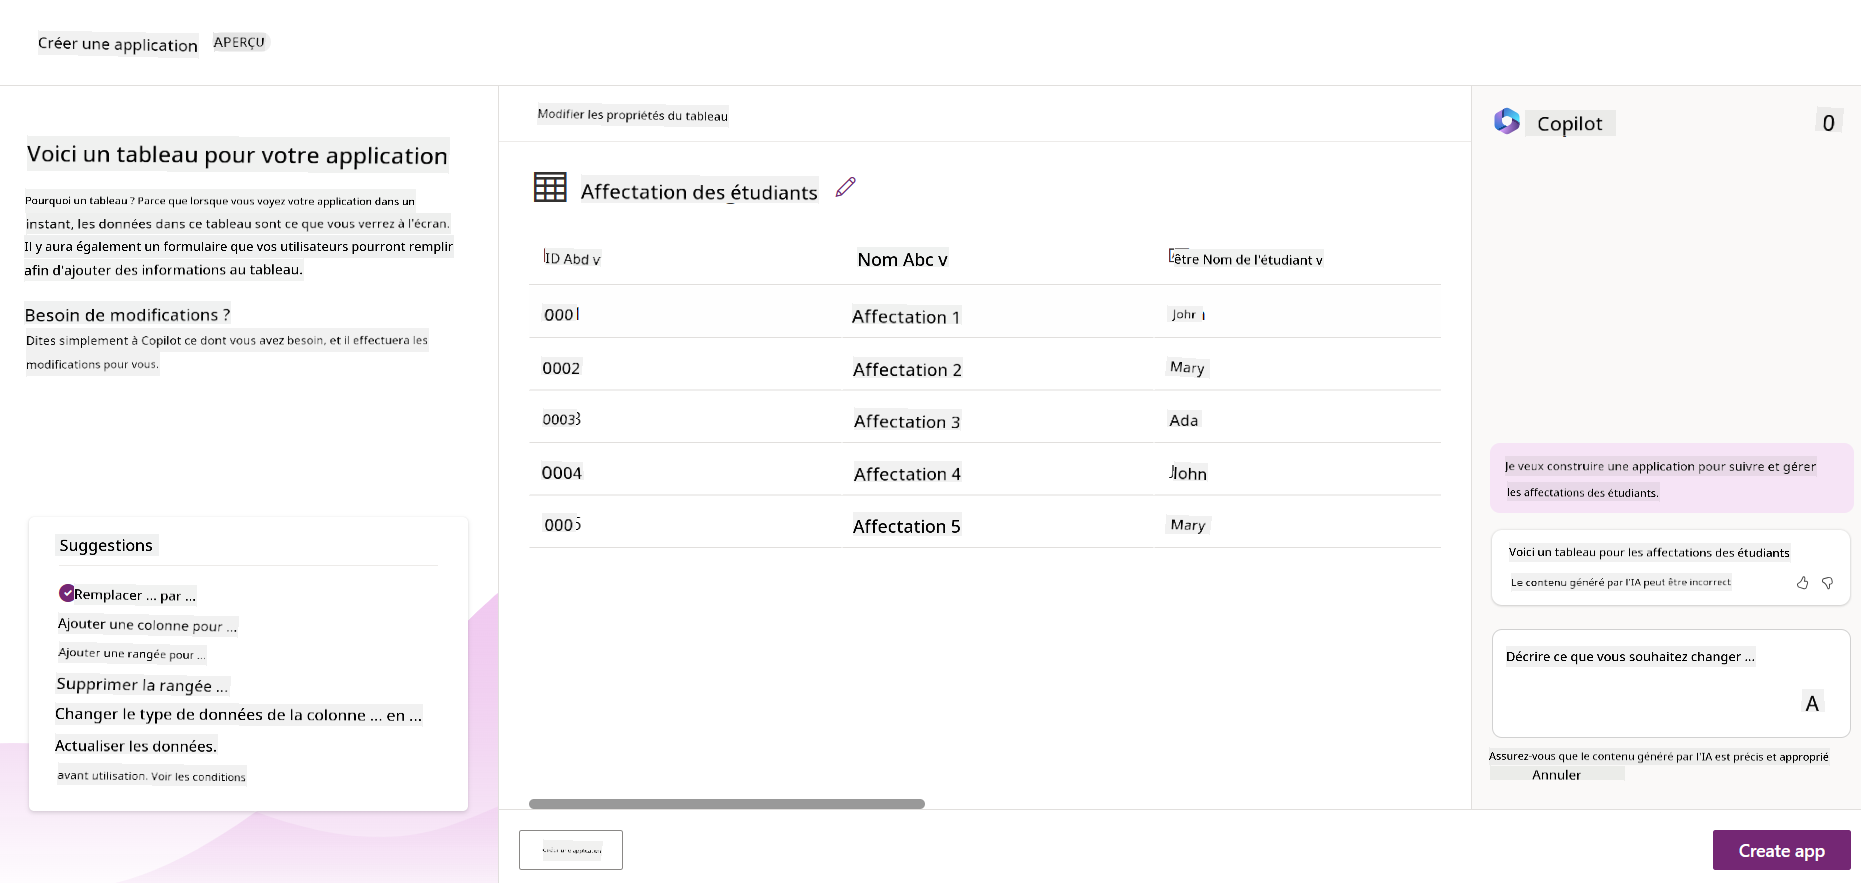 Créer une application APERÇU
Voici un tableau pour votre application
Pourquoi un tableau ? Parce que lorsque vous voyez votre application dans un
instant, les données dans ce tableau sont ce que vous verrez à l'écran.
Il y aura également un formulaire que vos utilisateurs pourront remplir
afin d'ajouter des informations au tableau.
Besoin de modifications ?
Dites simplement à Copilot ce dont vous avez besoin, et il effectuera les
modifications pour vous.
Suggestions
Remplacer ... par ...
Ajouter une colonne pour ...
Ajouter une rangée pour ...
Supprimer la rangée ...
Changer le type de données de la colonne ... en ...
Actualiser les données.
avant utilisation. Voir les conditions
Modifier les propriétés du tableau
Affectation des étudiants
ID Abd v Nom Abc v être Nom de l'étudiant v
0001 Affectation 1 John
0002 Affectation 2 Mary
0003 Affectation 3 Ada
0004 Affectation 4 John
0005 Affectation 5 Mary
Copilot 0
Je veux construire une application pour suivre et gérer
les affectations des étudiants.
Voici un tableau pour les affectations des étudiants
Le contenu généré par l'IA peut être incorrect
Décrire ce que vous souhaitez changer ...
A
Assurez-vous que le contenu généré par l'IA est précis et approprié
Annuler
Create app